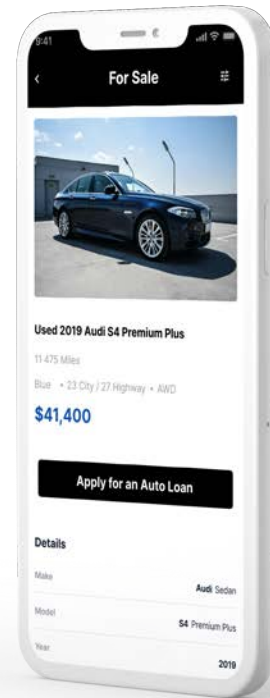 9:41
For Sale
Used 2019 Audi S4 Premium Plus
11 475 Miles
Blue • 23 City / 27 Highway • AWD
$41,400
Apply for an Auto Loan
Details
Make Audi Sedan
Model S4 Premium Plus
Year 2019